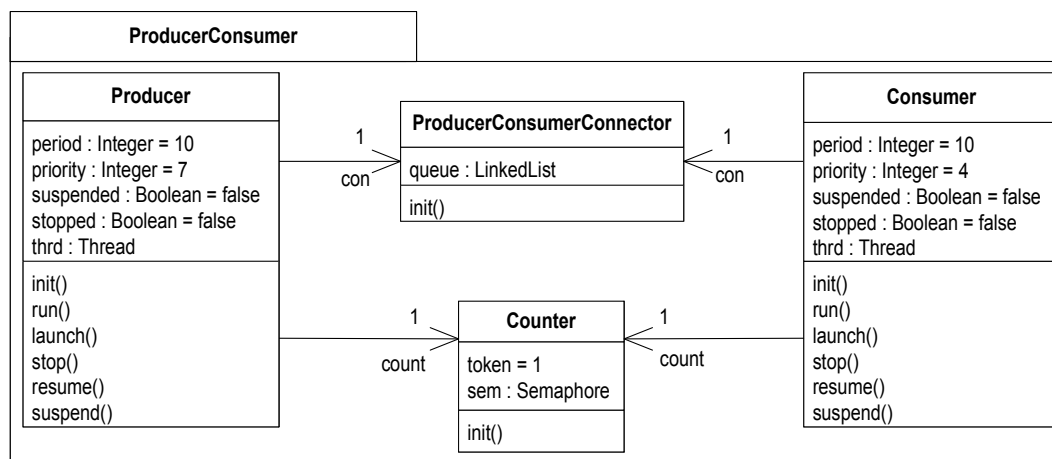 ProducerConsumer
Producer
period : Integer = 10
priority : Integer = 7
suspended : Boolean = false
stopped : Boolean = false
thrd : Thread
init()
run()
launch()
stop()
resume()
suspend()
1
con
ProducerConsumerConnector
queue : LinkedList
init()
1
con
1
count
Counter
token = 1
sem : Semaphore
init()
1
count
Consumer
period : Integer = 10
priority : Integer = 4
suspended : Boolean = false
stopped : Boolean = false
thrd : Thread
init()
run()
launch()
stop()
resume()
suspend()